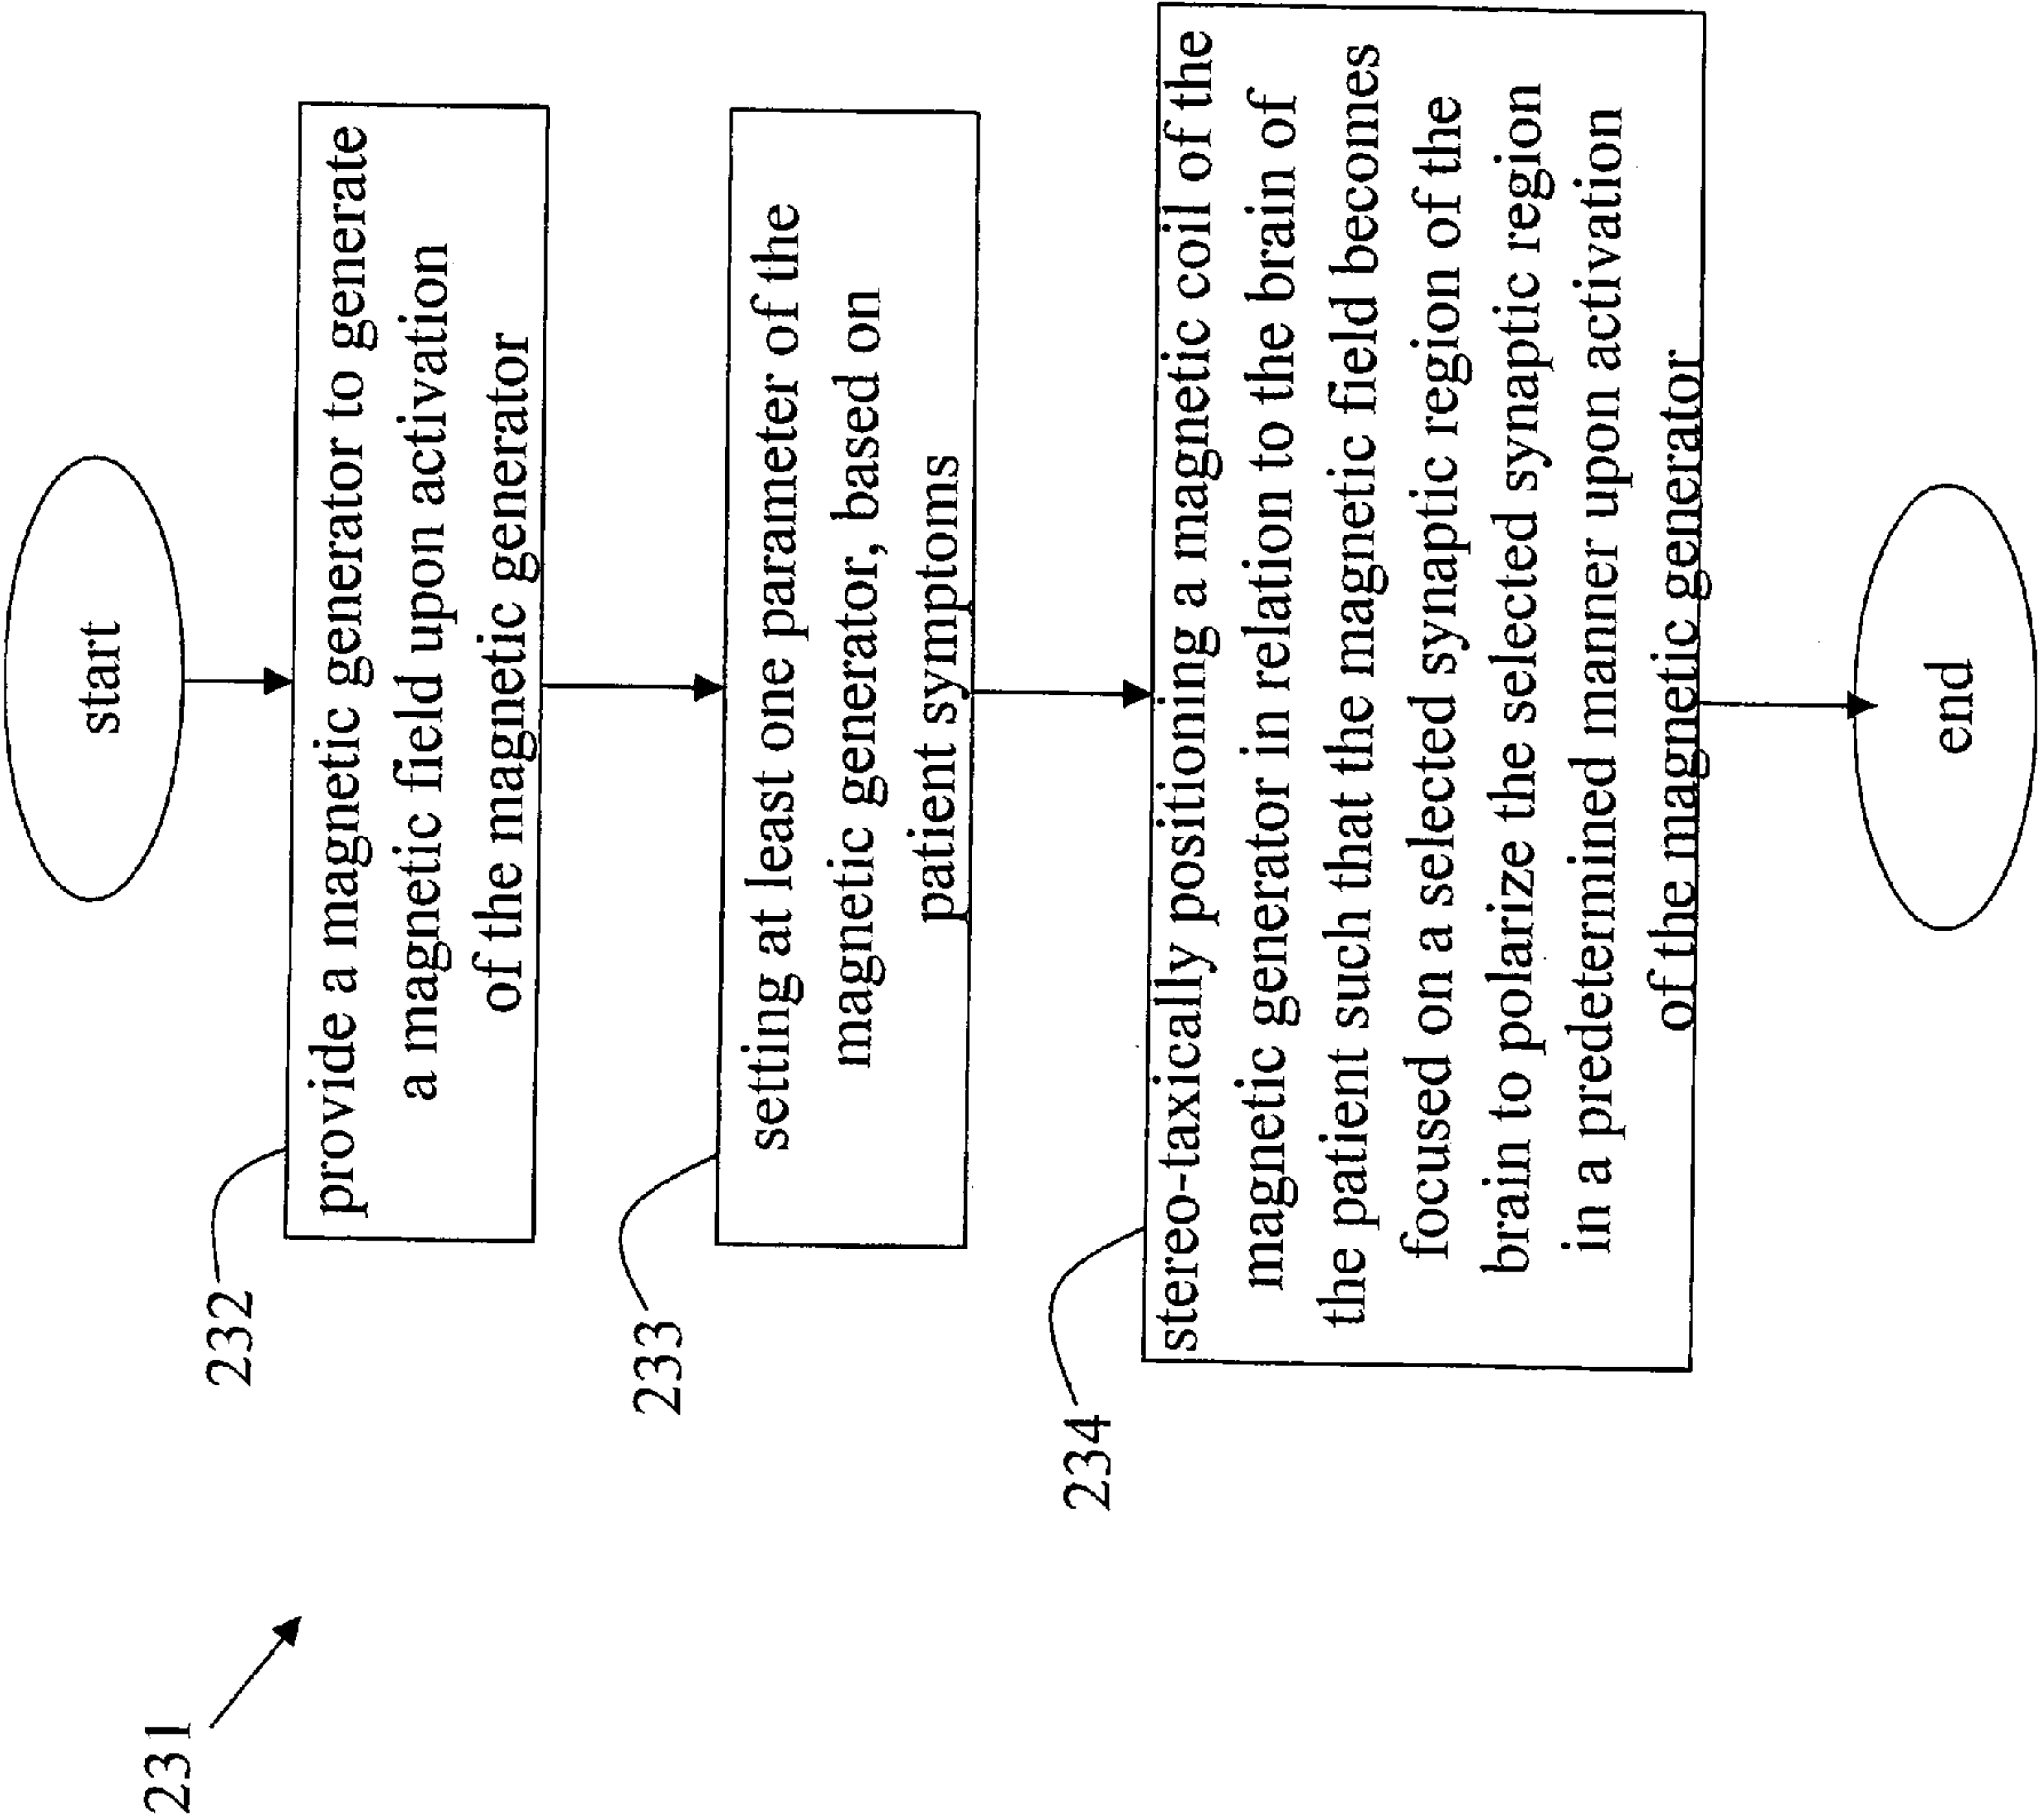 231
start
232
provide a magnetic generator to generate
a magnetic field upon activation
of the magnetic generator
233
setting at least one parameter of the
magnetic generator, based on
patient symptoms
234
stereo-taxically positioning a magnetic coil of the
magnetic generator in relation to the brain of
the patient such that the magnetic field becomes
focused on a selected synaptic region of the
brain to polarize the selected synaptic region
in a predetermined manner upon activation
of the magnetic generator
end